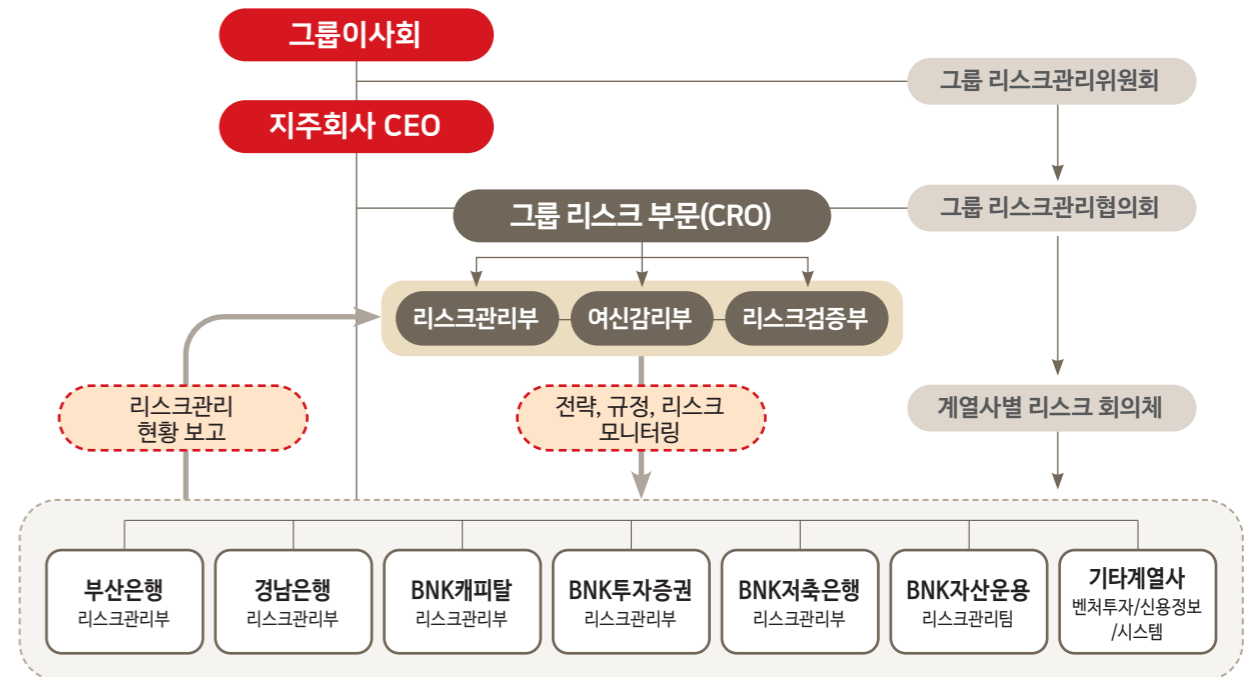 그룹이사회
그룹 리스크관리위원회
지주회사 CEO
그룹 리스크 부문(CRO)
그룹 리스크관리협의회
리스크관리부
여신감리부
리스크검증부
리스크관리
현황 보고
전략, 규정, 리스크
모니터링
계열사별 리스크 회의체
부산은행
리스크관리부
경남은행
리스크관리부
BNK캐피탈
리스크관리부
BNK투자증권
리스크관리부
BNK저축은행
리스크관리부
BNK자산운용
리스크관리팀
기타계열사
벤처투자/신용정보
/시스템